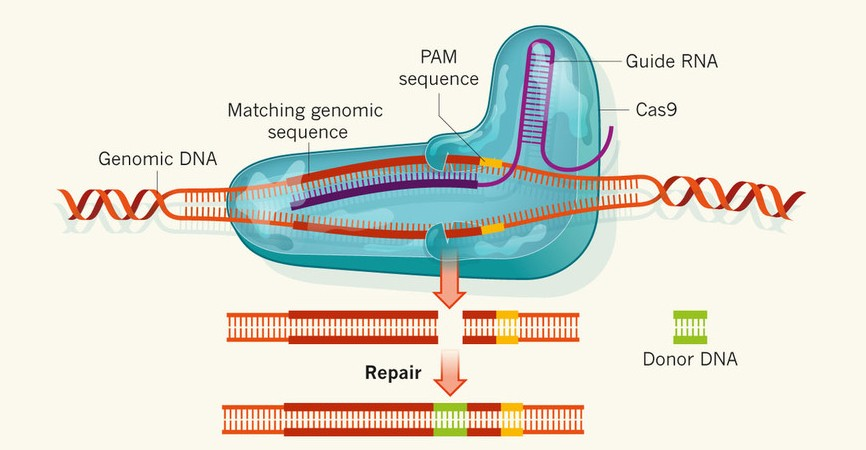 PAM
sequence
Guide RNA
Matching genomic
sequence
Cas9
Genomic DNA
Donor DNA
Repair